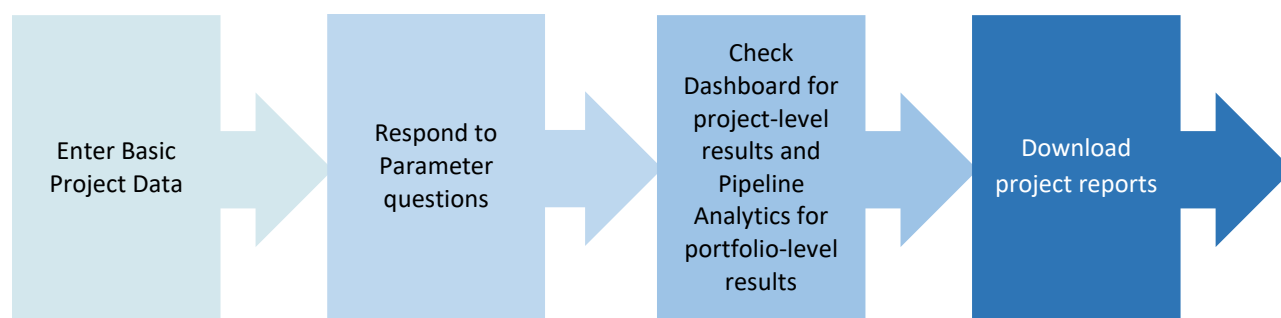 Enter Basic
Project Data
Respond to
Parameter
questions
Check
Dashboard for
project-level
results and
Pipeline
Analytics for
portfolio-level
results
Download
project reports